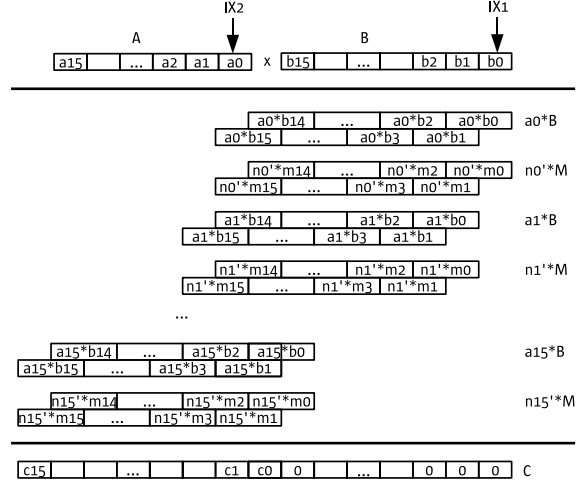 IX2 IX1
A B
a15 ... a2 a1 a0 x b15 ... b2 b1 b0
a0*b14 ... a0*b2 a0*b0 a0*B
a0*b15 ... a0*b3 a0*b1
n0'*m14 ... n0'*m2 n0'*m0 n0'*M
n0'*m15 ... n0'*m3 n0'*m1
a1*b14 ... a1*b2 a1*b0 a1*B
a1*b15 ... a1*b3 a1*b1
n1'*m14 ... n1'*m2 n1'*m0 n1'*M
n1'*m15 ... n1'*m3 n1'*m1
...
a15*b14 ... a15*b2 a15*b0 a15*B
a15*b15 ... a15*b3 a15*b1
n15'*m14 ... n15'*m2 n15'*m0 n15'*M
n15'*m15 ... n15'*m3 n15'*m1
c15 ... c1 c0 0 ... 0 0 0 C